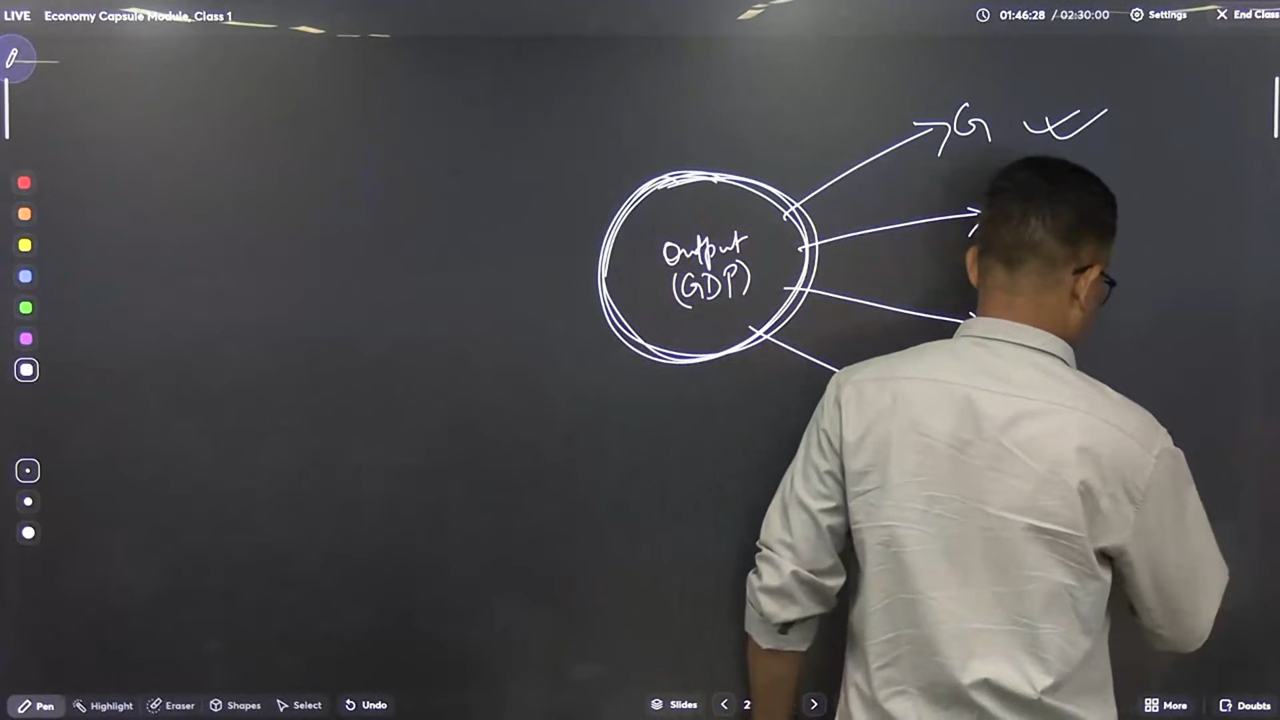 LIVE Economy Capsule Module, Class 1
01:46:28 / 02:30:00 Settings End Class
G
Output
(GDP)
Pen Highlight Eraser Shapes Select Undo Slides 2 More Doubts